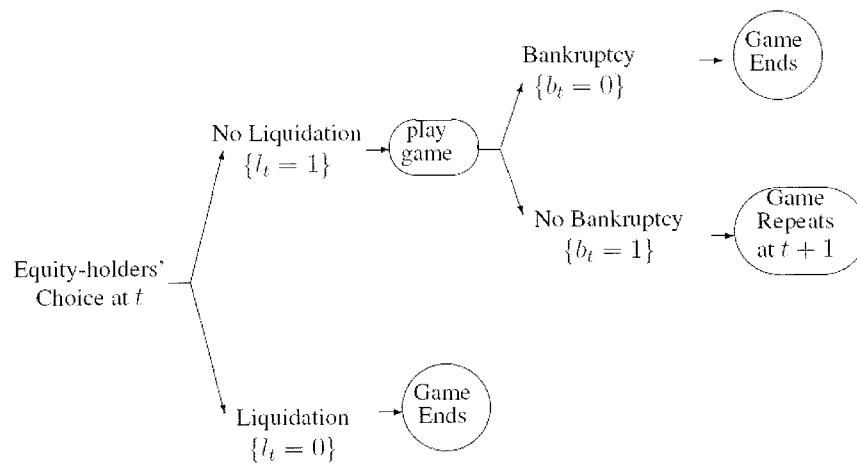 Bankruptcy
{b_t = 0}
Game
Ends
No Liquidation
{l_t = 1}
play
game
No Bankruptcy
{b_t = 1}
Game
Repeats
at t + 1
Equity-holders'
Choice at t
Liquidation
{l_t = 0}
Game
Ends